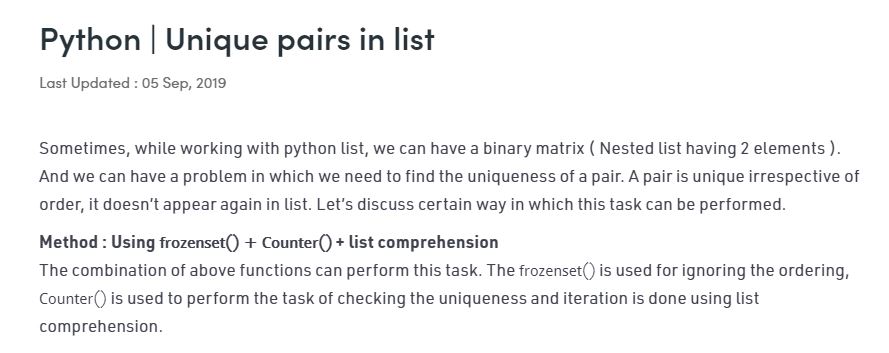 Python | Unique pairs in list
Last Updated : 05 Sep, 2019
Sometimes, while working with python list, we can have a binary matrix ( Nested list having 2 elements ).
And we can have a problem in which we need to find the uniqueness of a pair. A pair is unique irrespective of
order, it doesn’t appear again in list. Let’s discuss certain way in which this task can be performed.
Method : Using frozenset() + Counter() + list comprehension
The combination of above functions can perform this task. The frozenset() is used for ignoring the ordering,
Counter() is used to perform the task of checking the uniqueness and iteration is done using list
comprehension.